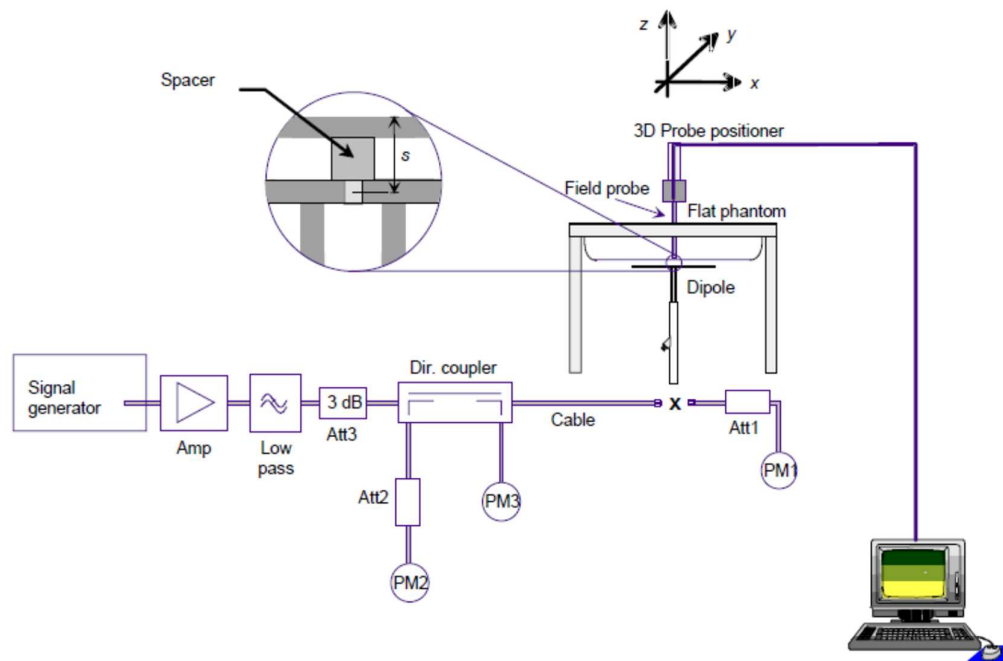 z
y
x
Spacer
s
3D Probe positioner
Field probe
Flat phantom
Dipole
Signal
generator
Amp
Low
pass
3 dB
Att3
Dir. coupler
Cable
X
Att1
PM1
Att2
PM3
PM2